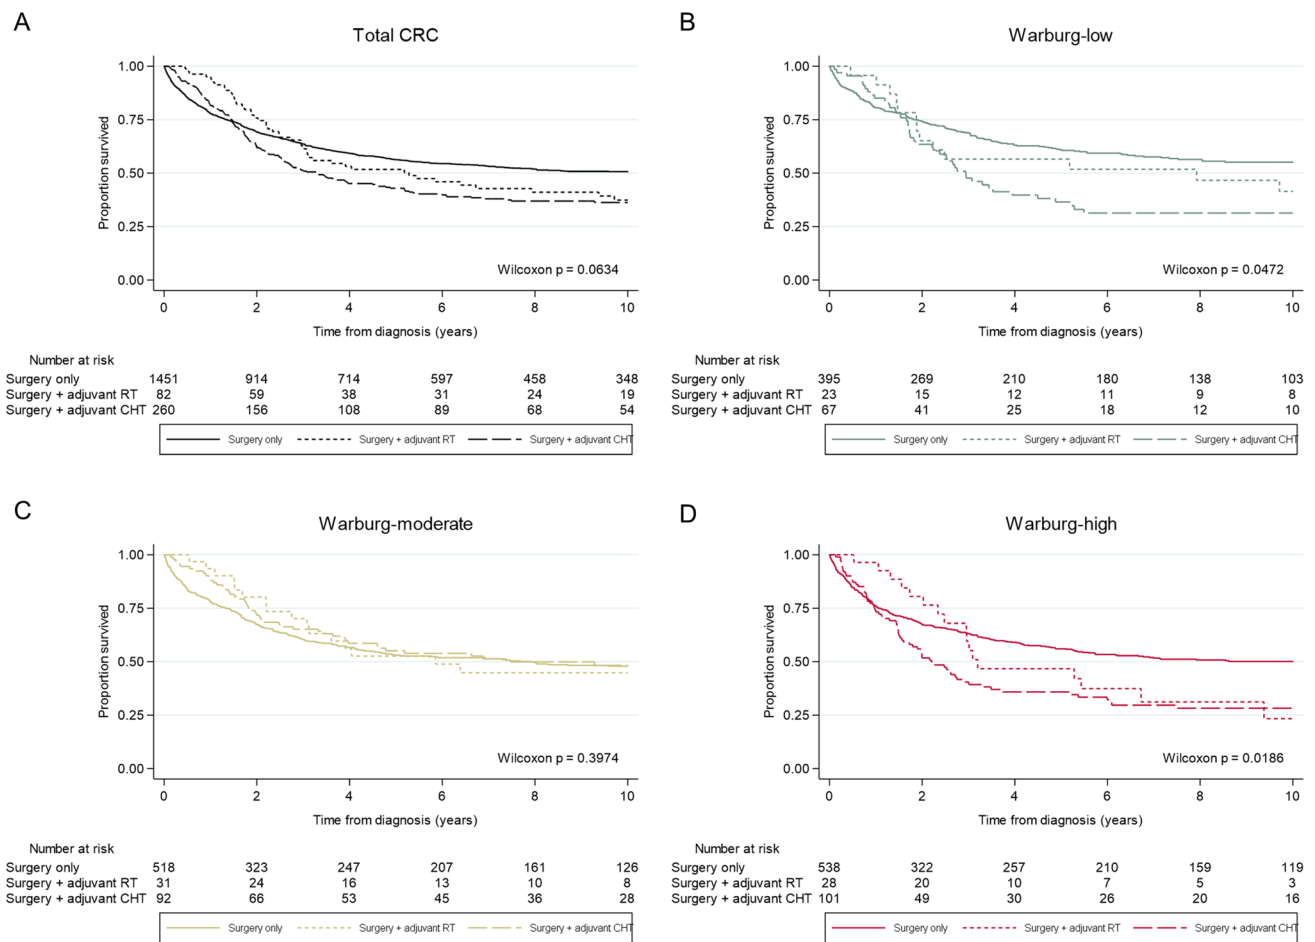 A
Total CRC
1.00
0.75
0.50
0.25
0.00
Proportion survived
Wilcoxon p = 0.0634
0 2 4 6 8 10
Time from diagnosis (years)
Number at risk
Surgery only 1451 914 714 597 458 348
Surgery + adjuvant RT 82 59 38 31 24 19
Surgery + adjuvant CHT 260 156 108 89 68 54
Surgery only Surgery + adjuvant RT Surgery + adjuvant CHT
B
Warburg-low
1.00
0.75
0.50
0.25
0.00
Proportion survived
Wilcoxon p = 0.0472
0 2 4 6 8 10
Time from diagnosis (years)
Number at risk
Surgery only 395 269 210 180 138 103
Surgery + adjuvant RT 23 15 12 11 9 8
Surgery + adjuvant CHT 67 41 25 18 12 10
Surgery only Surgery + adjuvant RT Surgery + adjuvant CHT
C
Warburg-moderate
1.00
0.75
0.50
0.25
0.00
Proportion survived
Wilcoxon p = 0.3974
0 2 4 6 8 10
Time from diagnosis (years)
Number at risk
Surgery only 518 323 247 207 161 126
Surgery + adjuvant RT 31 24 16 13 10 8
Surgery + adjuvant CHT 92 66 53 45 36 28
Surgery only Surgery + adjuvant RT Surgery + adjuvant CHT
D
Warburg-high
1.00
0.75
0.50
0.25
0.00
Proportion survived
Wilcoxon p = 0.0186
0 2 4 6 8 10
Time from diagnosis (years)
Number at risk
Surgery only 538 322 257 210 159 119
Surgery + adjuvant RT 28 20 10 7 5 3
Surgery + adjuvant CHT 101 49 30 26 20 16
Surgery only Surgery + adjuvant RT Surgery + adjuvant CHT